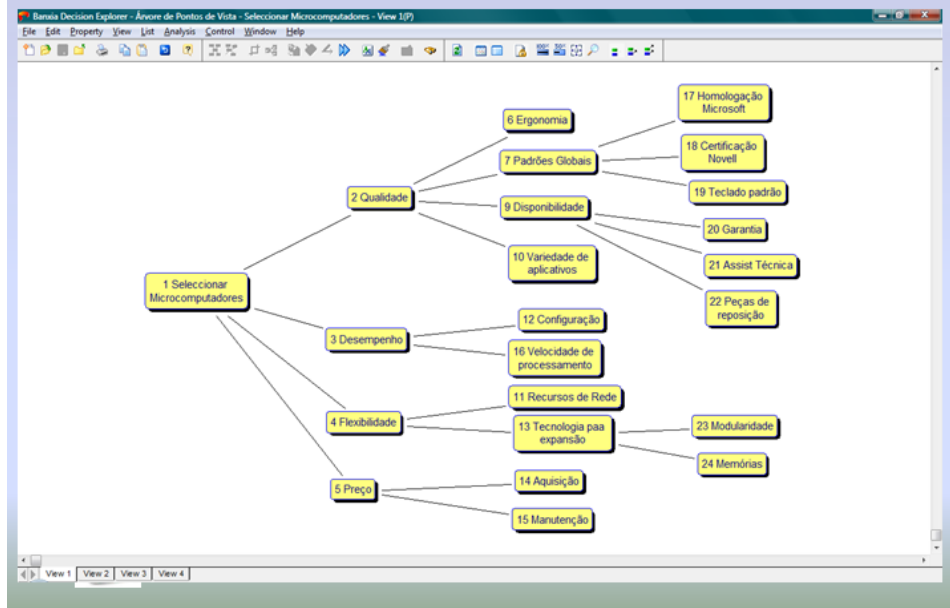 Banxia Decision Explorer - Árvore de Pontos de Vista - Seleccionar Microcomputadores - View 1(P)
File Edit Property View List Analysis Control Window Help
17 Homologação
Microsoft
6 Ergonomia
18 Certificação
Novell
7 Padrões Globais
19 Teclado padrão
2 Qualidade
9 Disponibilidade
20 Garantia
10 Variedade de
aplicativos
21 Assist Técnica
1 Seleccionar
Microcomputadores
22 Peças de
reposição
12 Configuração
3 Desempenho
16 Velocidade de
processamento
11 Recursos de Rede
4 Flexibilidade
13 Tecnologia paa
expansão
23 Modularidade
24 Memórias
14 Aquisição
5 Preço
15 Manutenção
View 1 View 2 View 3 View 4